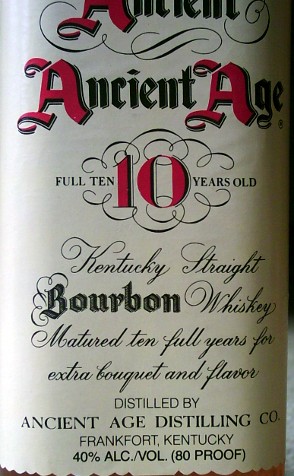 Ancient
Ancient Age®
FULL TEN 10 YEARS OLD
Kentucky Straight
Bourbon Whiskey
Matured ten full years for
extra bouquet and flavor
DISTILLED BY
ANCIENT AGE DISTILLING CO.
FRANKFORT, KENTUCKY
40% ALC./VOL. (80 PROOF)